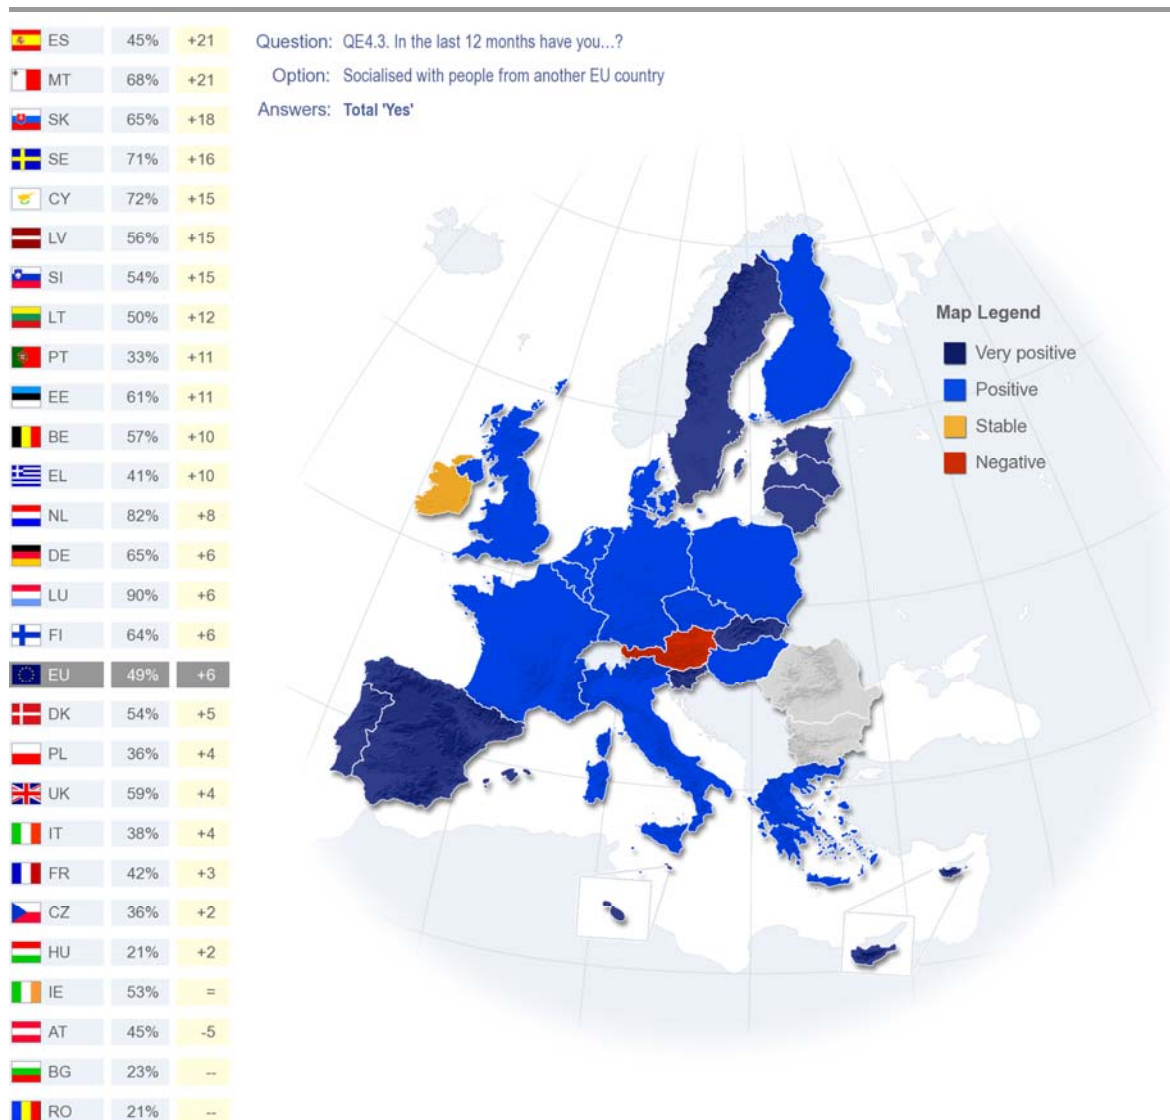 ES 45% +21
MT 68% +21
SK 65% +18
SE 71% +16
CY 72% +15
LV 56% +15
SI 54% +15
LT 50% +12
PT 33% +11
EE 61% +11
BE 57% +10
EL 41% +10
NL 82% +8
DE 65% +6
LU 90% +6
FI 64% +6
EU 49% +6
DK 54% +5
PL 36% +4
UK 59% +4
IT 38% +4
FR 42% +3
CZ 36% +2
HU 21% +2
IE 53% =
AT 45% -5
BG 23% --
RO 21% --
Question: QE4.3. In the last 12 months have you…?
Option: Socialised with people from another EU country
Answers: Total 'Yes'
Map Legend
Very positive
Positive
Stable
Negative